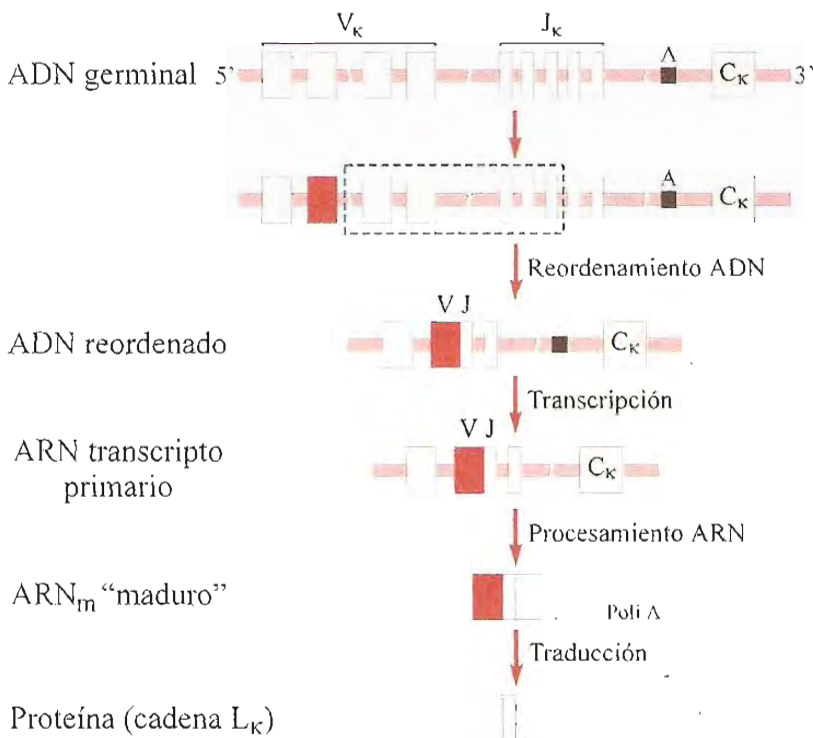 Vκ Jκ
ADN germinal 5' A Cκ 3'
A Cκ
Reordenamiento ADN
V J
ADN reordenado Cκ
Transcripción
V J
ARN transcripto
primario Cκ
Procesamiento ARN
ARNm “maduro” Poli A
Traducción
Proteína (cadena Lκ)